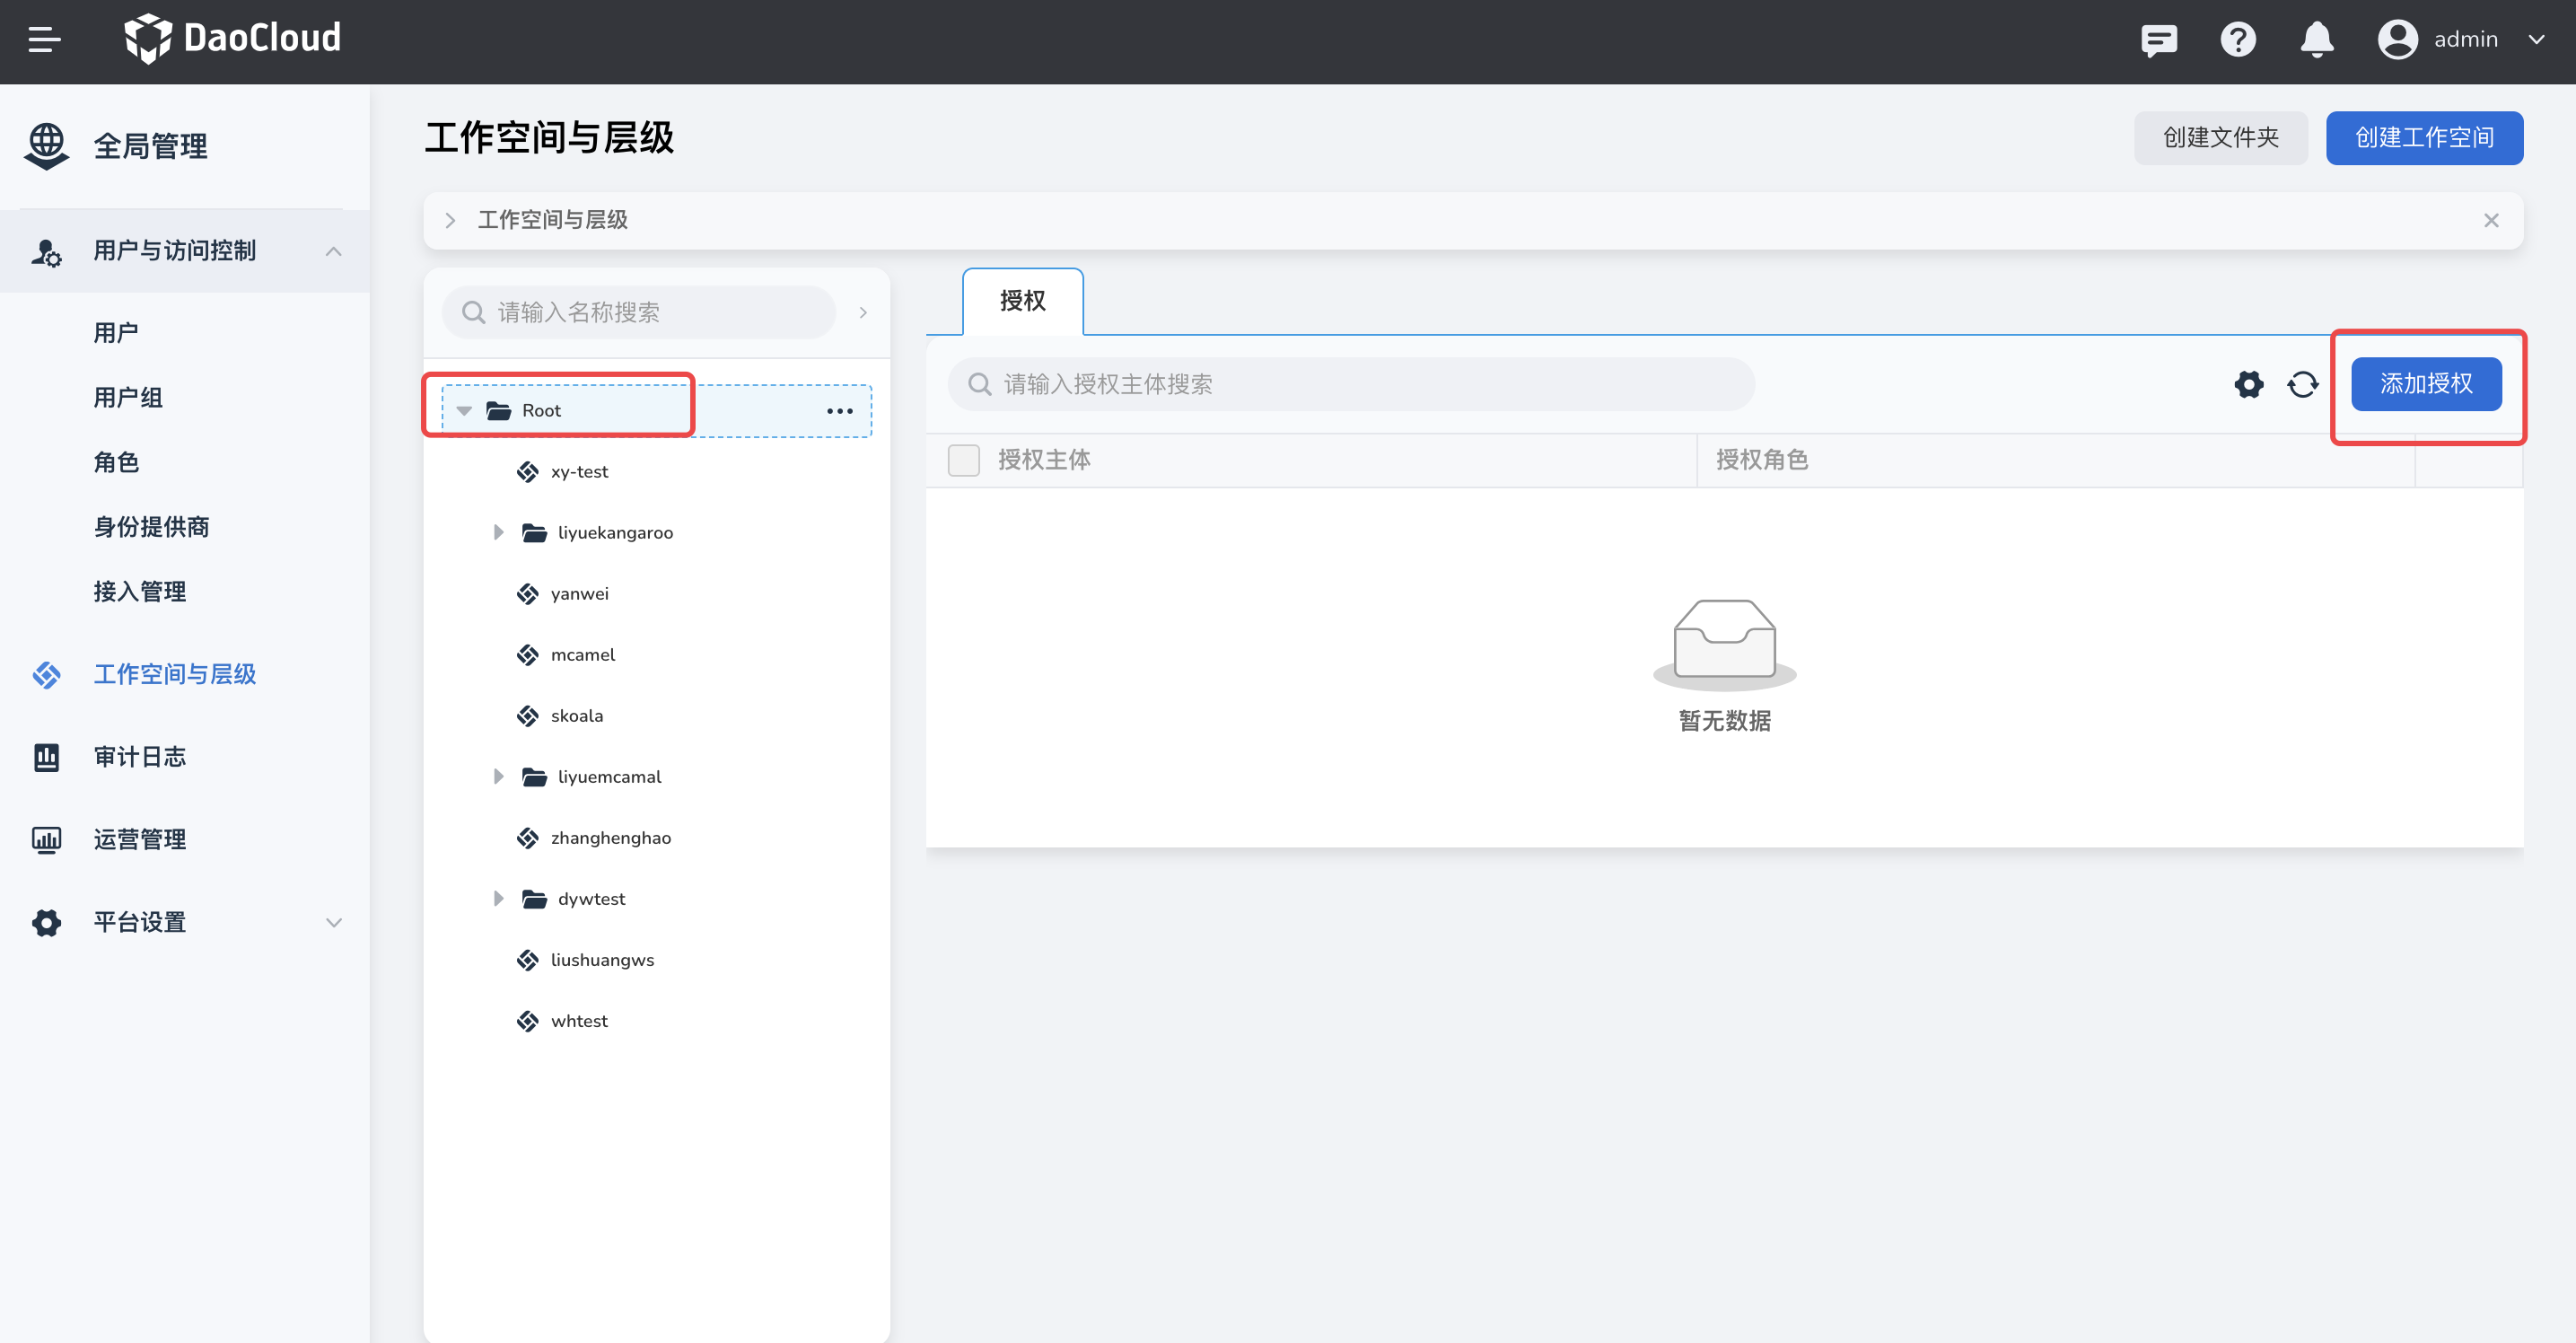 DaoCloud
admin
全局管理
用户与访问控制
用户
用户组
角色
身份提供商
接入管理
工作空间与层级
审计日志
运营管理
平台设置
工作空间与层级
创建文件夹
创建工作空间
工作空间与层级
请输入名称搜索
Root
xy-test
liyuekangaroo
yanwei
mcamel
skoala
liyuemcamal
zhanghenghao
dywtest
liushuangws
whtest
授权
请输入授权主体搜索
添加授权
授权主体
授权角色
暂无数据